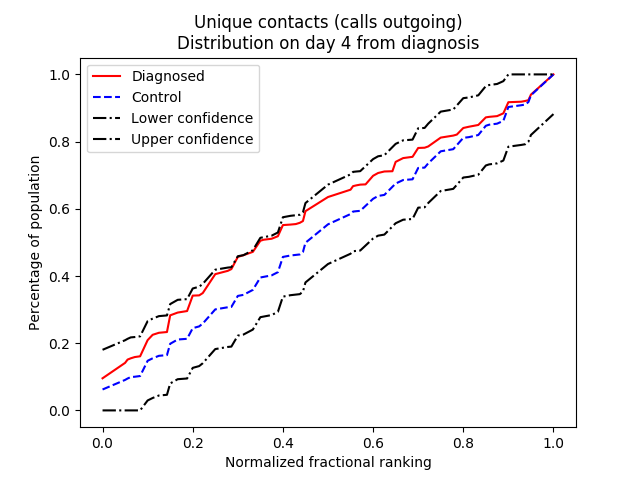 Unique contacts (calls outgoing)
Distribution on day 4 from diagnosis
Diagnosed
Control
Lower confidence
Upper confidence
Percentage of population
1.0
0.8
0.6
0.4
0.2
0.0
0.0 0.2 0.4 0.6 0.8 1.0
Normalized fractional ranking